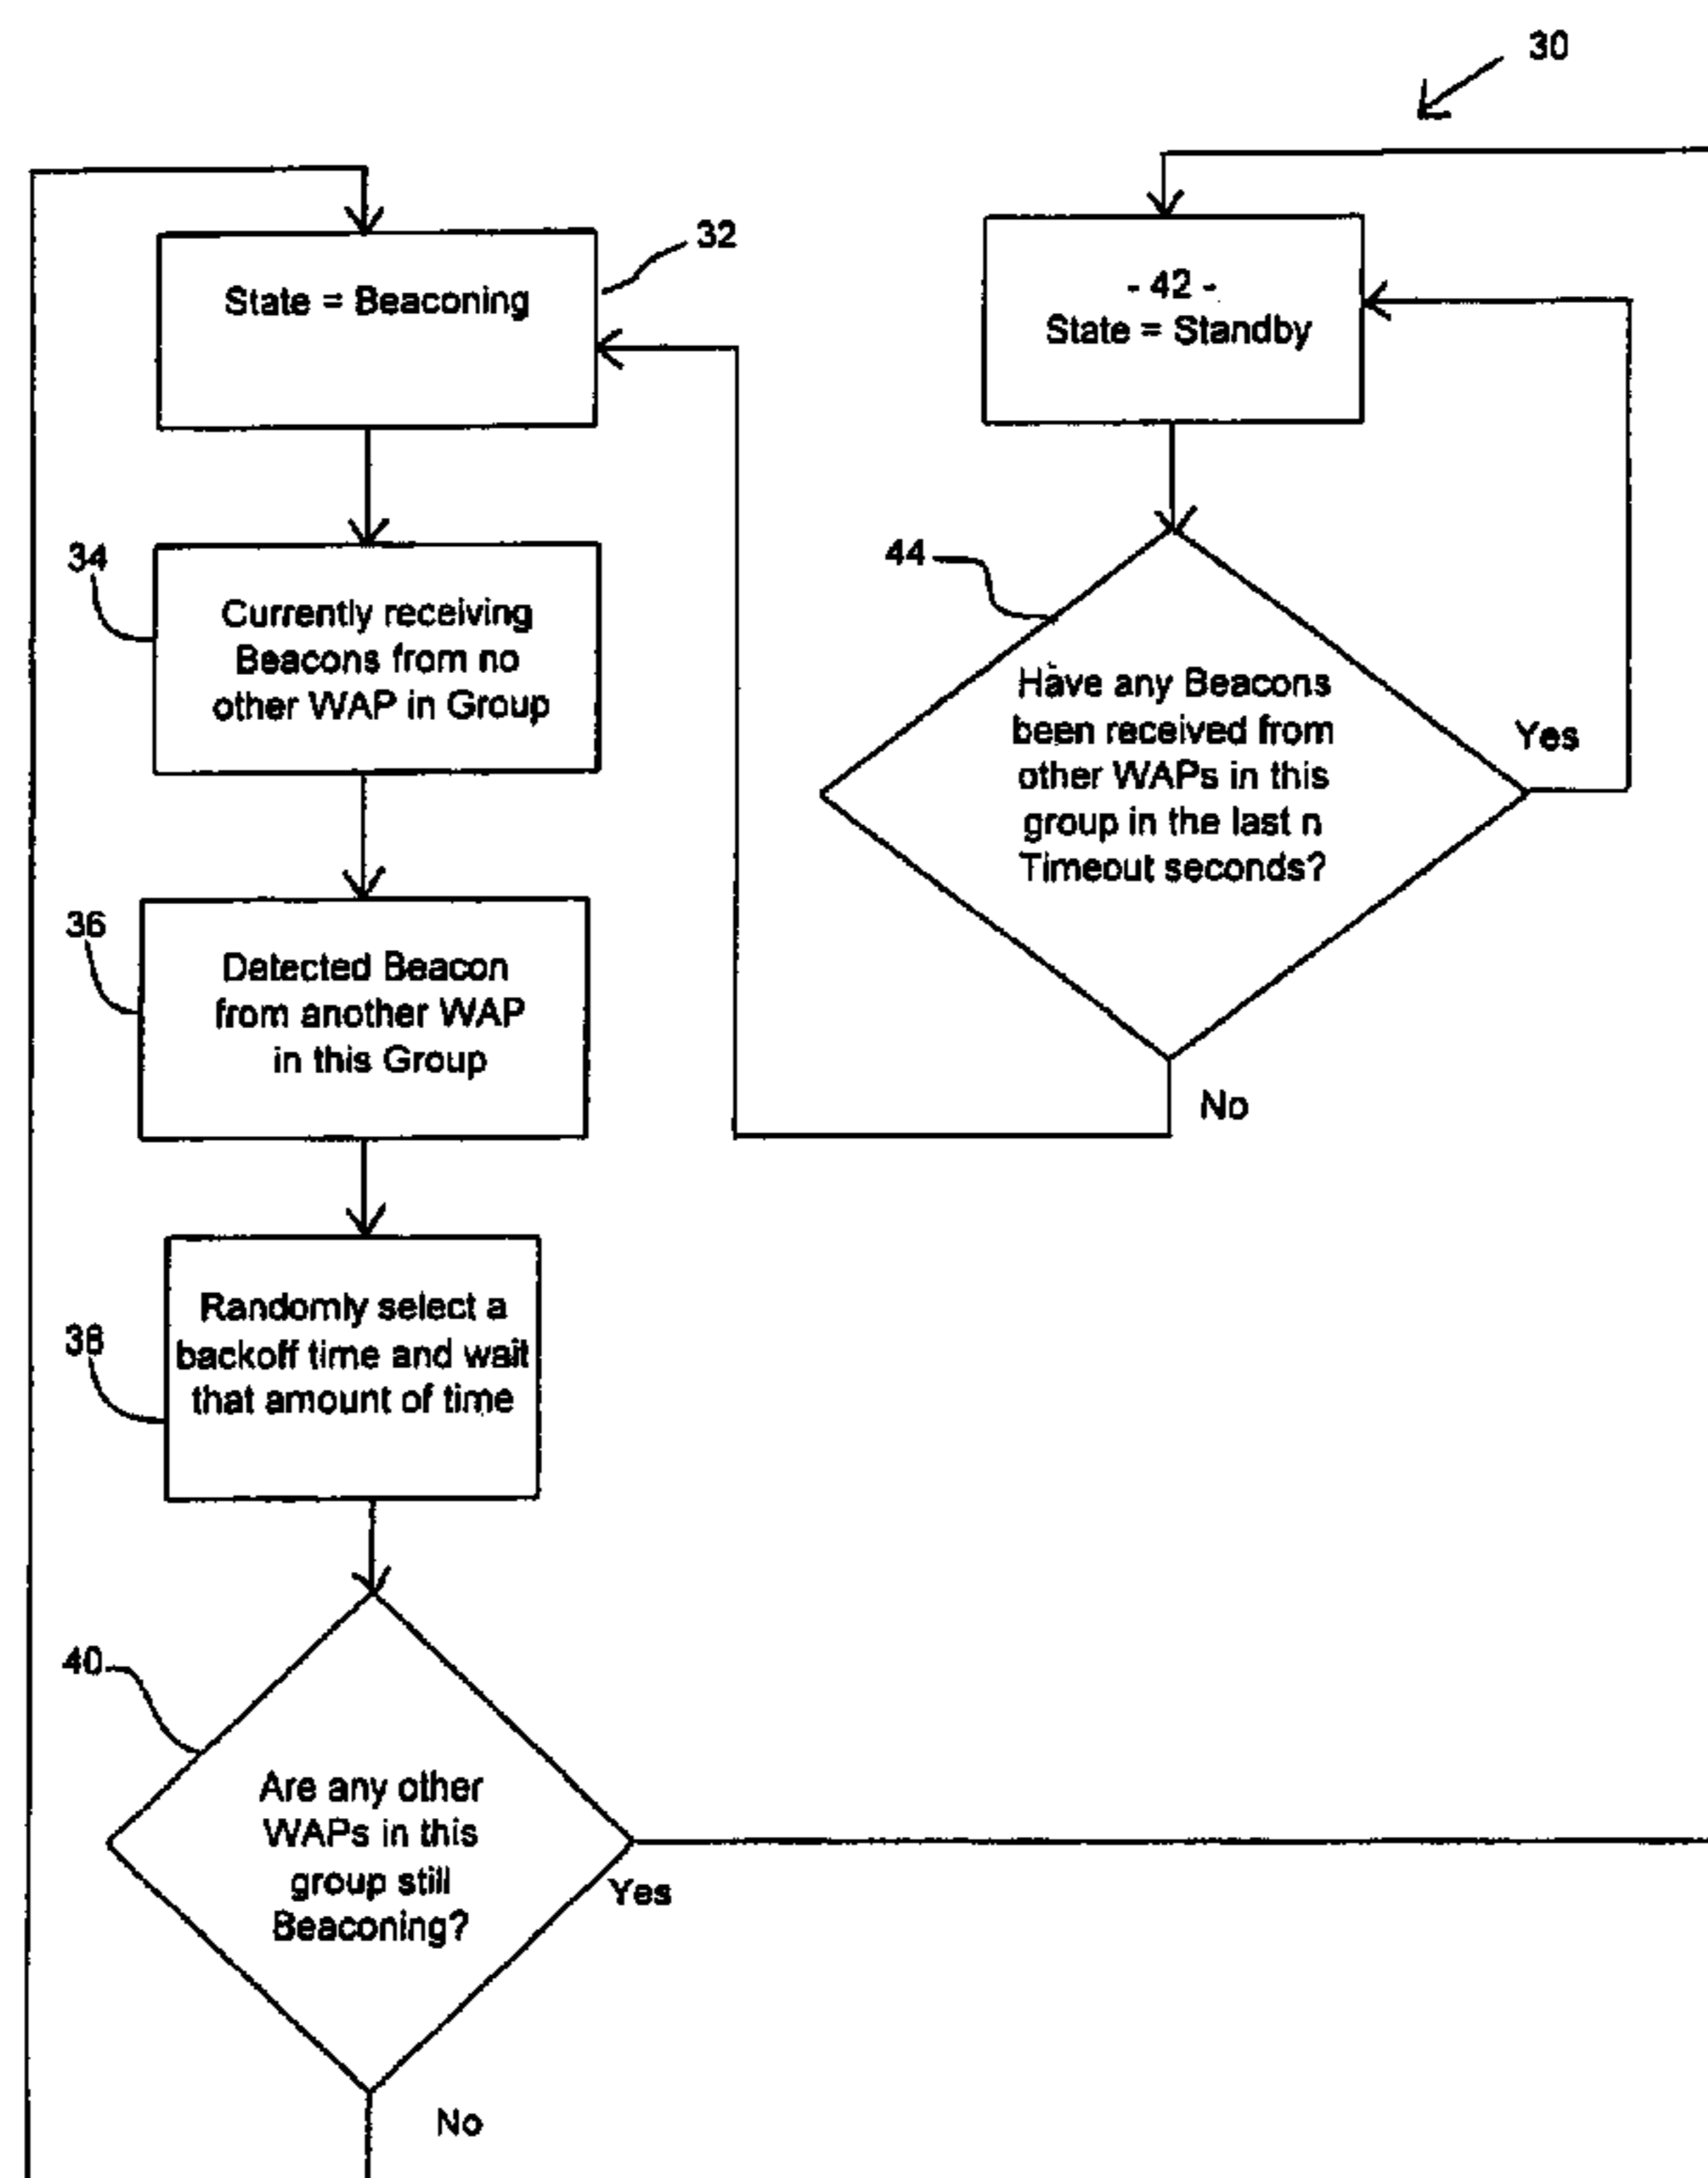 30
32
State = Beaconing
- 42 -
State = Standby
34
Currently receiving
Beacons from no
other WAP in Group
44
Have any Beacons
been received from
other WAPs in this
group in the last n
Timeout seconds?
Yes
No
36
Detected Beacon
from another WAP
in this Group
38
Randomly select a
backoff time and wait
that amount of time
40
Are any other
WAPs in this
group still
Beaconing?
Yes
No